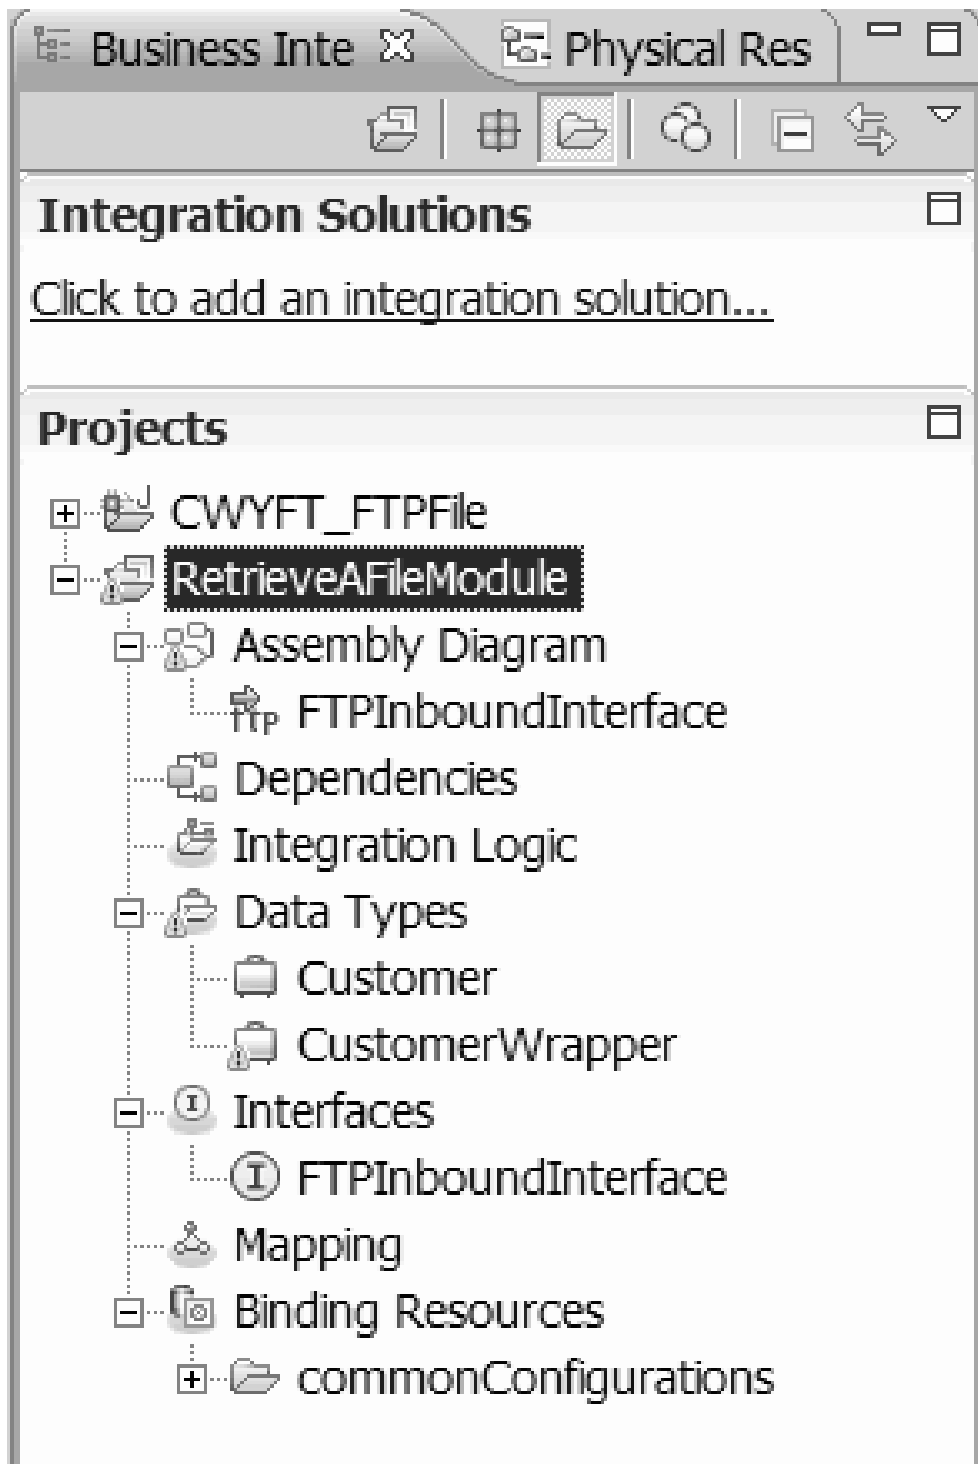 Business Inte Physical Res
Integration Solutions
Click to add an integration solution...
Projects
CWYFT_FTPFile
RetrieveAFileModule
Assembly Diagram
FTP FTPInboundInterface
Dependencies
Integration Logic
Data Types
Customer
CustomerWrapper
I Interfaces
I FTPInboundInterface
Mapping
Binding Resources
commonConfigurations